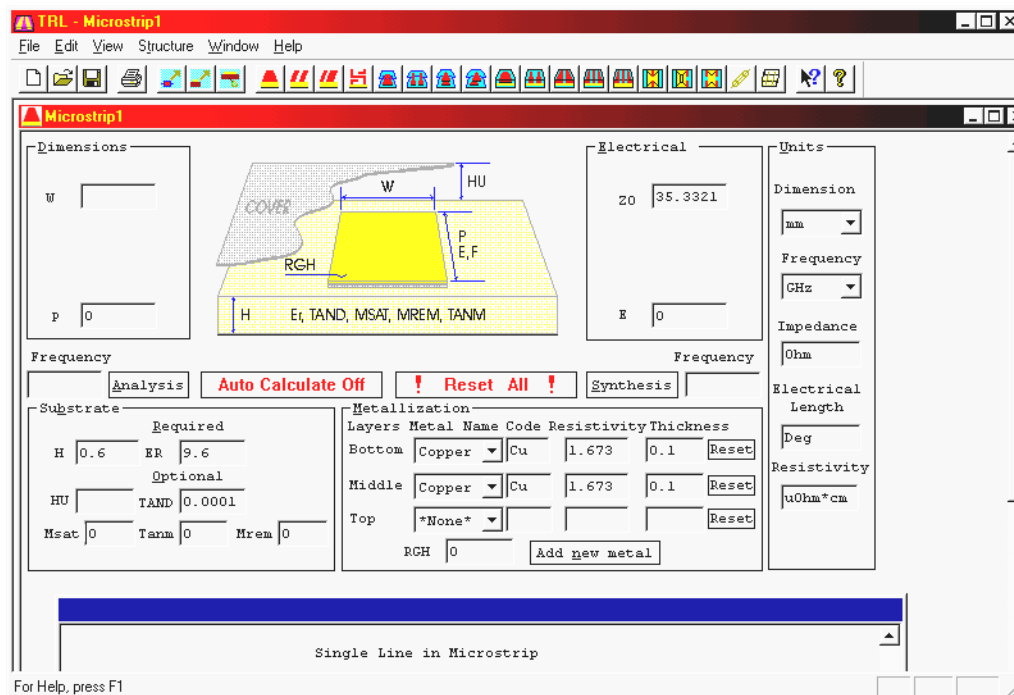 TRL - Microstrip1
File Edit View Structure Window Help
Microstrip1
Dimensions
W
P 0
COVER
W
HU
P
E,F
RGH
H Er, TAND, MSAT, MREM, TANM
Electrical
ZO 35.3321
E 0
Units
Dimension
mm
Frequency
GHz
Impedance
Ohm
Electrical
Length
Deg
Resistivity
uOhm*cm
Frequency
Analysis
Auto Calculate Off
! Reset All !
Synthesis
Frequency
Substrate
Required
H 0.6 ER 9.6
Optional
HU TAND 0.0001
Msat 0 Tanm 0 Mrem 0
Metallization
Layers Metal Name Code Resistivity Thickness
Bottom Copper Cu 1.673 0.1 Reset
Middle Copper Cu 1.673 0.1 Reset
Top *None* Reset
RGH 0 Add new metal
Single Line in Microstrip
For Help, press F1